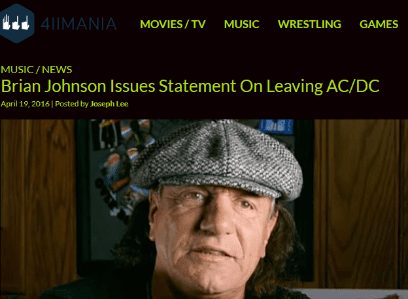 411MANIA
MOVIES / TV MUSIC WRESTLING GAMES
MUSIC / NEWS
Brian Johnson Issues Statement On Leaving AC/DC
April 19, 2016 | Posted by Joseph Lee